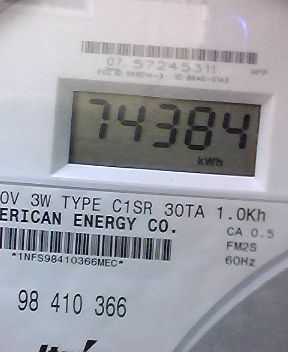 07 57245311
74384
kWh
0V 3W TYPE C1SR 30TA 1.0Kh
ERICAN ENERGY CO.
CA 0.5
FM2S
*1NFS98410366MEC*
60Hz
98 410 366